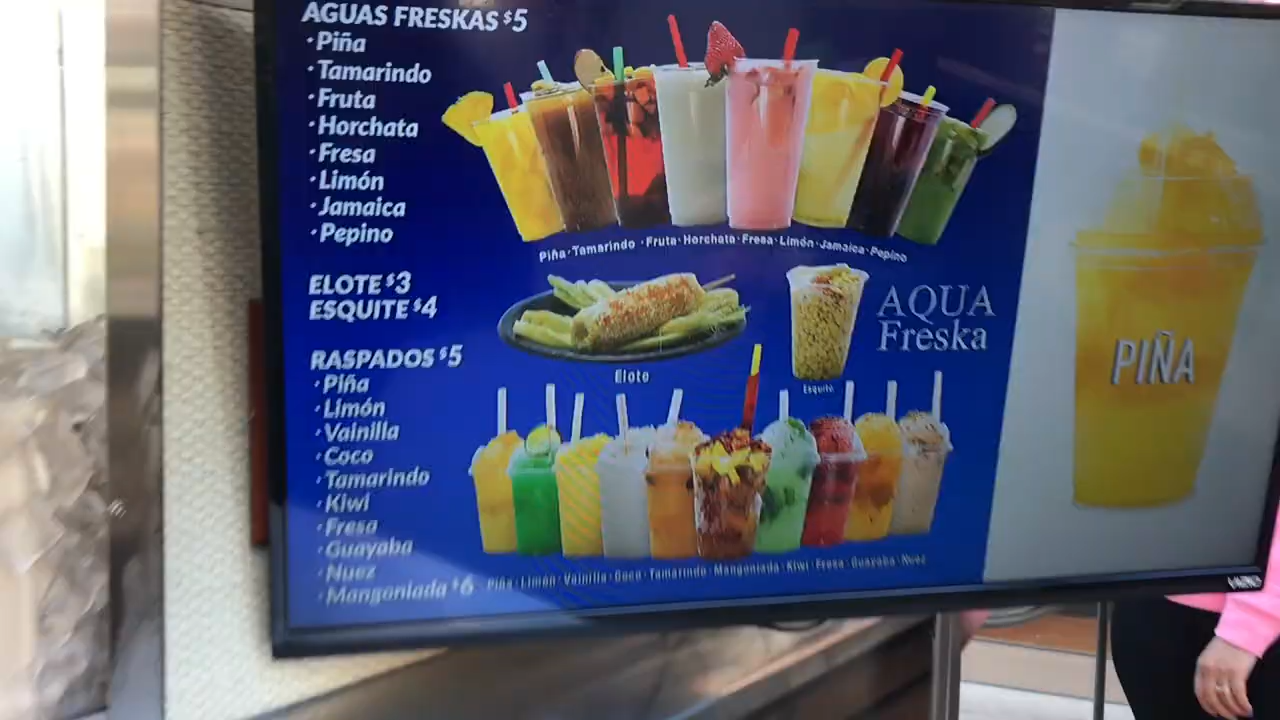 AGUAS FRESKAS $5
·Piña
·Tamarindo
·Fruta
·Horchata
·Fresa
·Limón
·Jamaica
·Pepino
Piña·Tamarindo·Fruta·Horchata·Fresa·Limón·Jamaica·Pepino
ELOTE $3
ESQUITE $4
Elote
Esquite
AQUA
Freska
RASPADOS $5
·Piña
·Limón
·Vainilla
·Coco
·Tamarindo
·Kiwi
·Fresa
·Guayaba
·Nuez
·Mangoniada $6
Piña·Limón·Vainilla·Coco·Tamarindo·Mangoniada·Kiwi·Fresa·Guayaba·Nuez
PIÑA
VIZIO